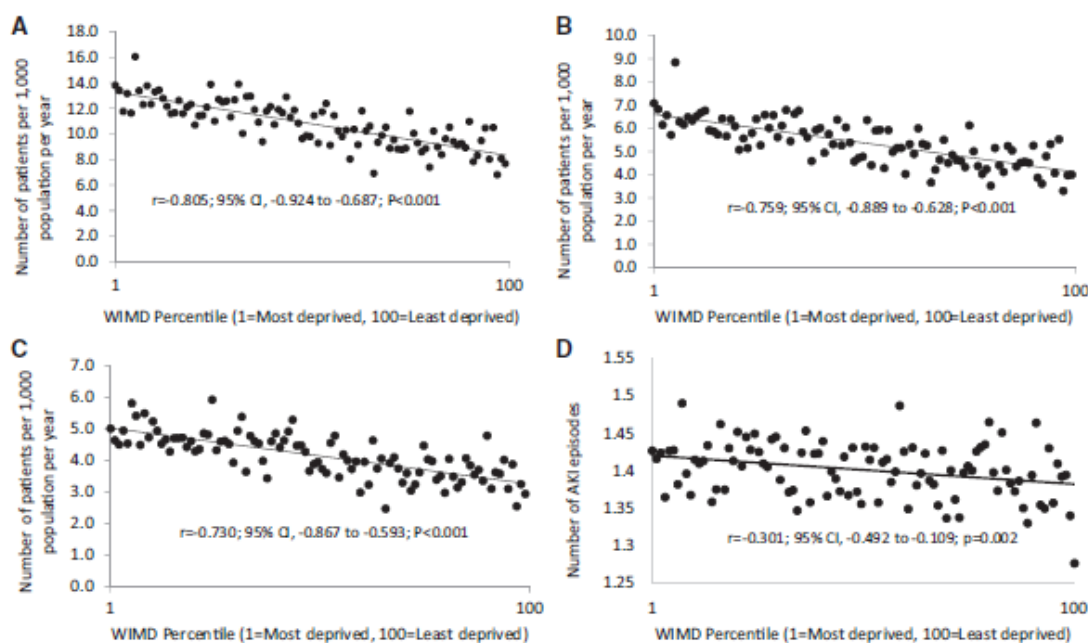 A
Number of patients per 1,000
population per year
18.0
16.0
14.0
12.0
10.0
8.0
6.0
4.0
2.0
0.0
r=-0.805; 95% CI, -0.924 to -0.687; P<0.001
1
100
WIMD Percentile (1=Most deprived, 100=Least deprived)
B
Number of patients per 1,000
population per year
10.0
9.0
8.0
7.0
6.0
5.0
4.0
3.0
2.0
1.0
0.0
r=-0.759; 95% CI, -0.889 to -0.628; P<0.001
1
100
WIMD Percentile (1=Most deprived, 100=Least deprived)
C
Number of patients per 1,000
population per year
7.0
6.0
5.0
4.0
3.0
2.0
1.0
0.0
r=-0.730; 95% CI, -0.867 to -0.593; P<0.001
1
100
WIMD Percentile (1=Most deprived, 100=Least deprived)
D
Number of AKI episodes
1.55
1.5
1.45
1.4
1.35
1.3
1.25
r=-0.301; 95% CI, -0.492 to -0.109; p=0.002
1
100
WIMD Percentile (1=Most deprived, 100=Least deprived)